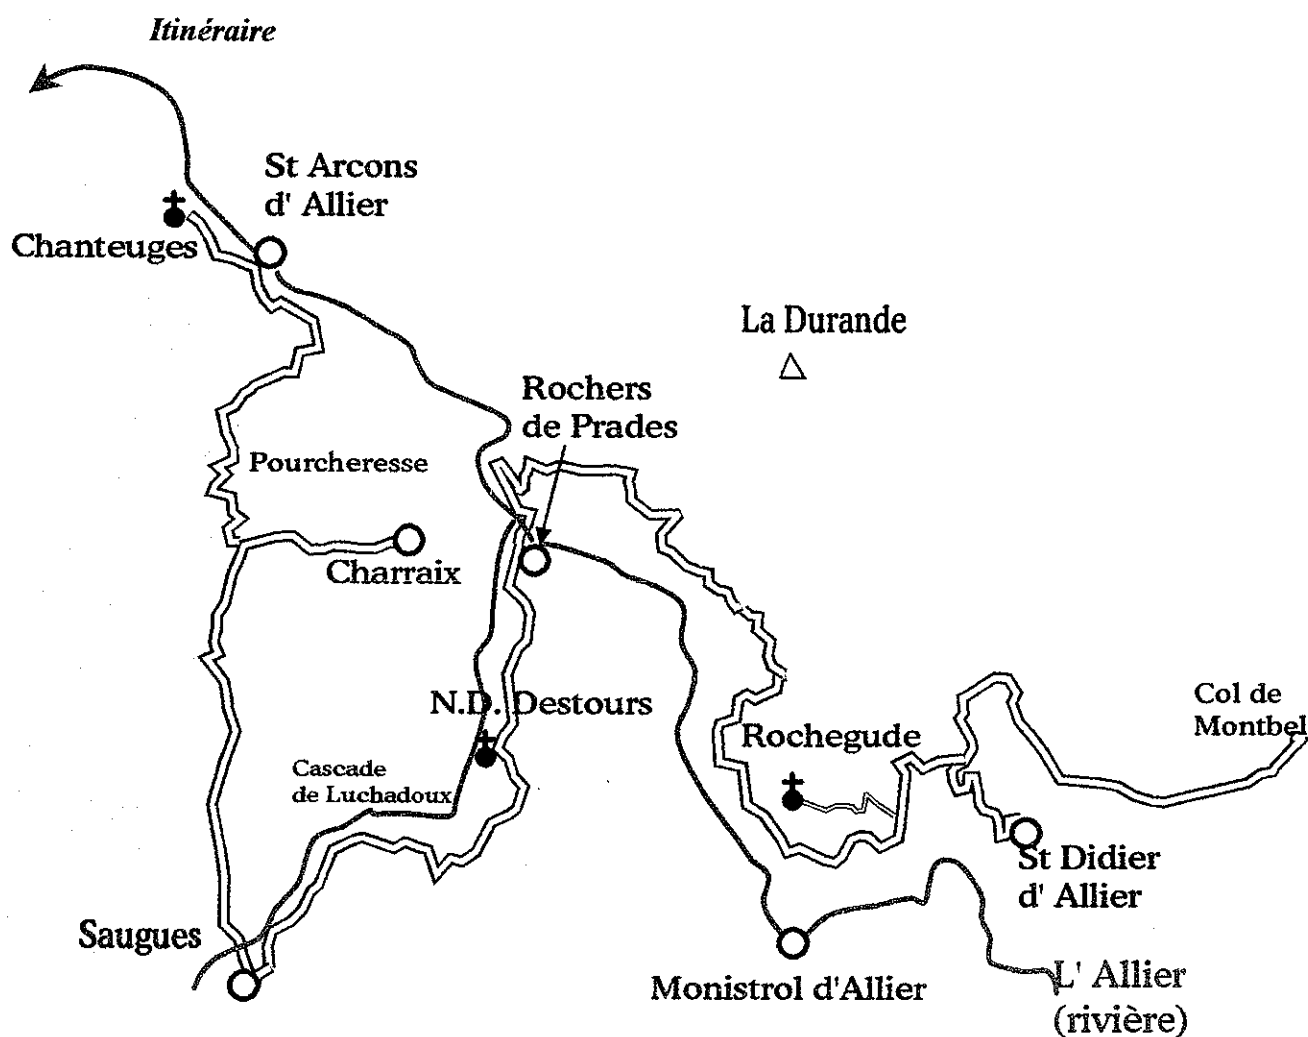 Itinéraire
St Arcons
d' Allier
Chanteuges
La Durande
Rochers
de Prades
Pourcheresse
Charraix
N.D. Destours
Rochegude
Col de
Montbel
Cascade
de Luchadoux
St Didier
d' Allier
Saugues
Monistrol d'Allier
L' Allier
(rivière)